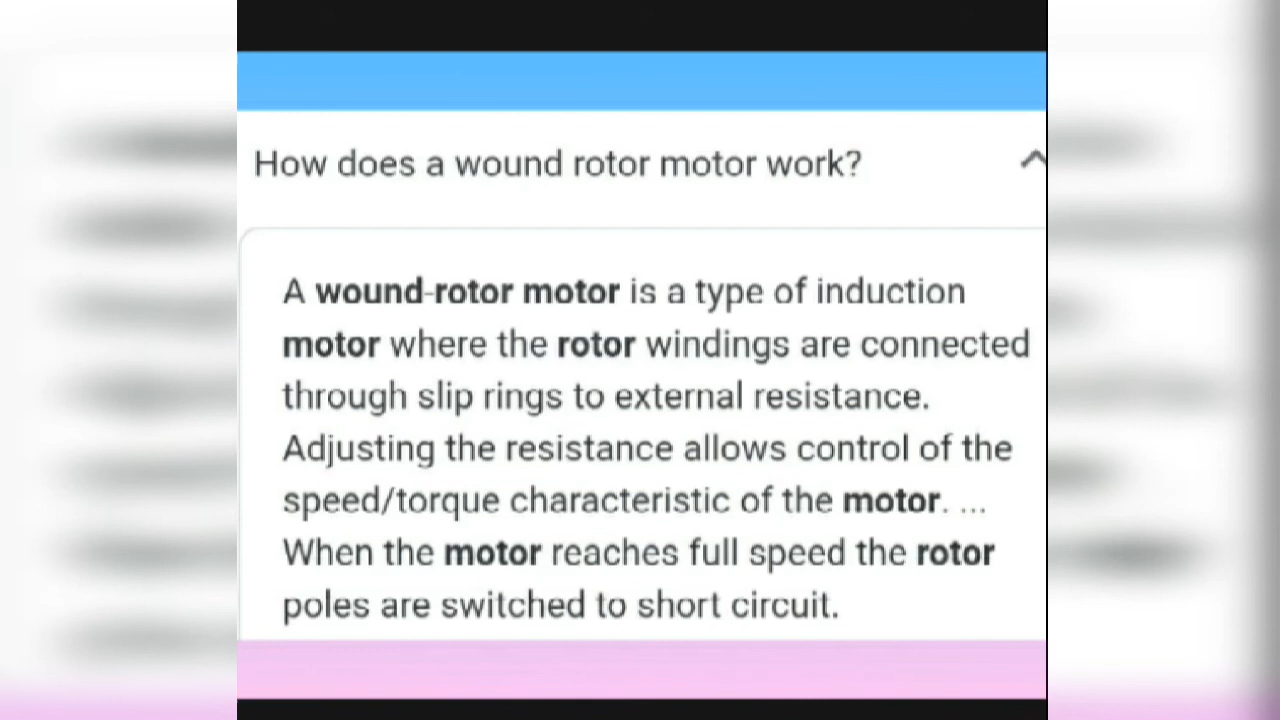 How does a wound rotor motor work?
A wound-rotor motor is a type of induction
motor where the rotor windings are connected
through slip rings to external resistance.
Adjusting the resistance allows control of the
speed/torque characteristic of the motor. ...
When the motor reaches full speed the rotor
poles are switched to short circuit.